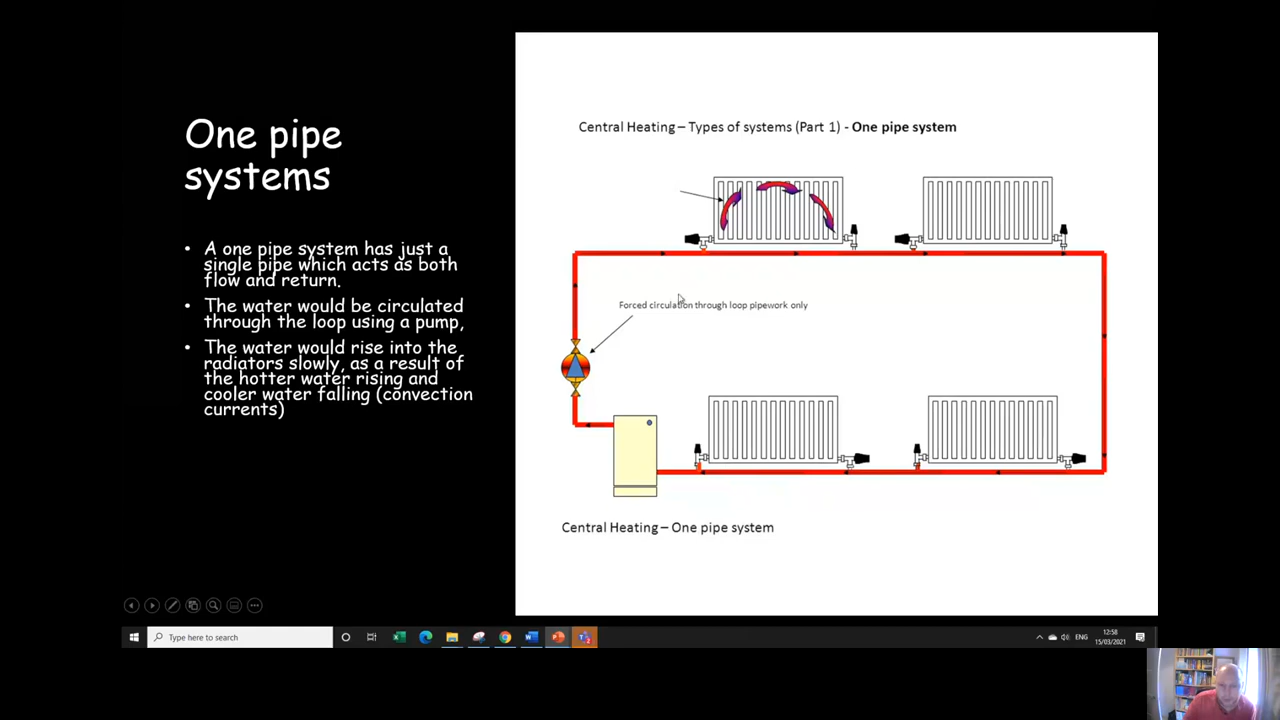 One pipe
systems
• A one pipe system has just a
single pipe which acts as both
flow and return.
• The water would be circulated
through the loop using a pump,
• The water would rise into the
radiators slowly, as a result of
the hotter water rising and
cooler water falling (convection
currents)
Central Heating – Types of systems (Part 1) - One pipe system
Forced circulation through loop pipework only
Central Heating – One pipe system
Type here to search
ENG
12:58
15/03/2021